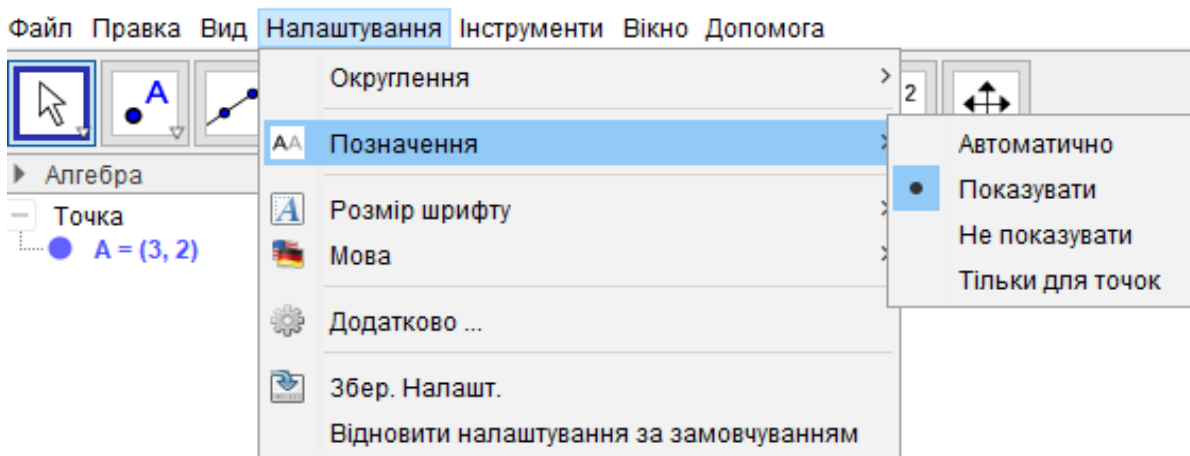 Файл Правка Вид Налаштування Інструменти Вікно Допомога
A
2
Округлення
AA Позначення
Автоматично
Показувати
Не показувати
Тільки для точок
Алгебра
Точка
A = (3, 2)
A Розмір шрифту
Мова
Додатково ...
Збер. Налашт.
Відновити налаштування за замовчуванням